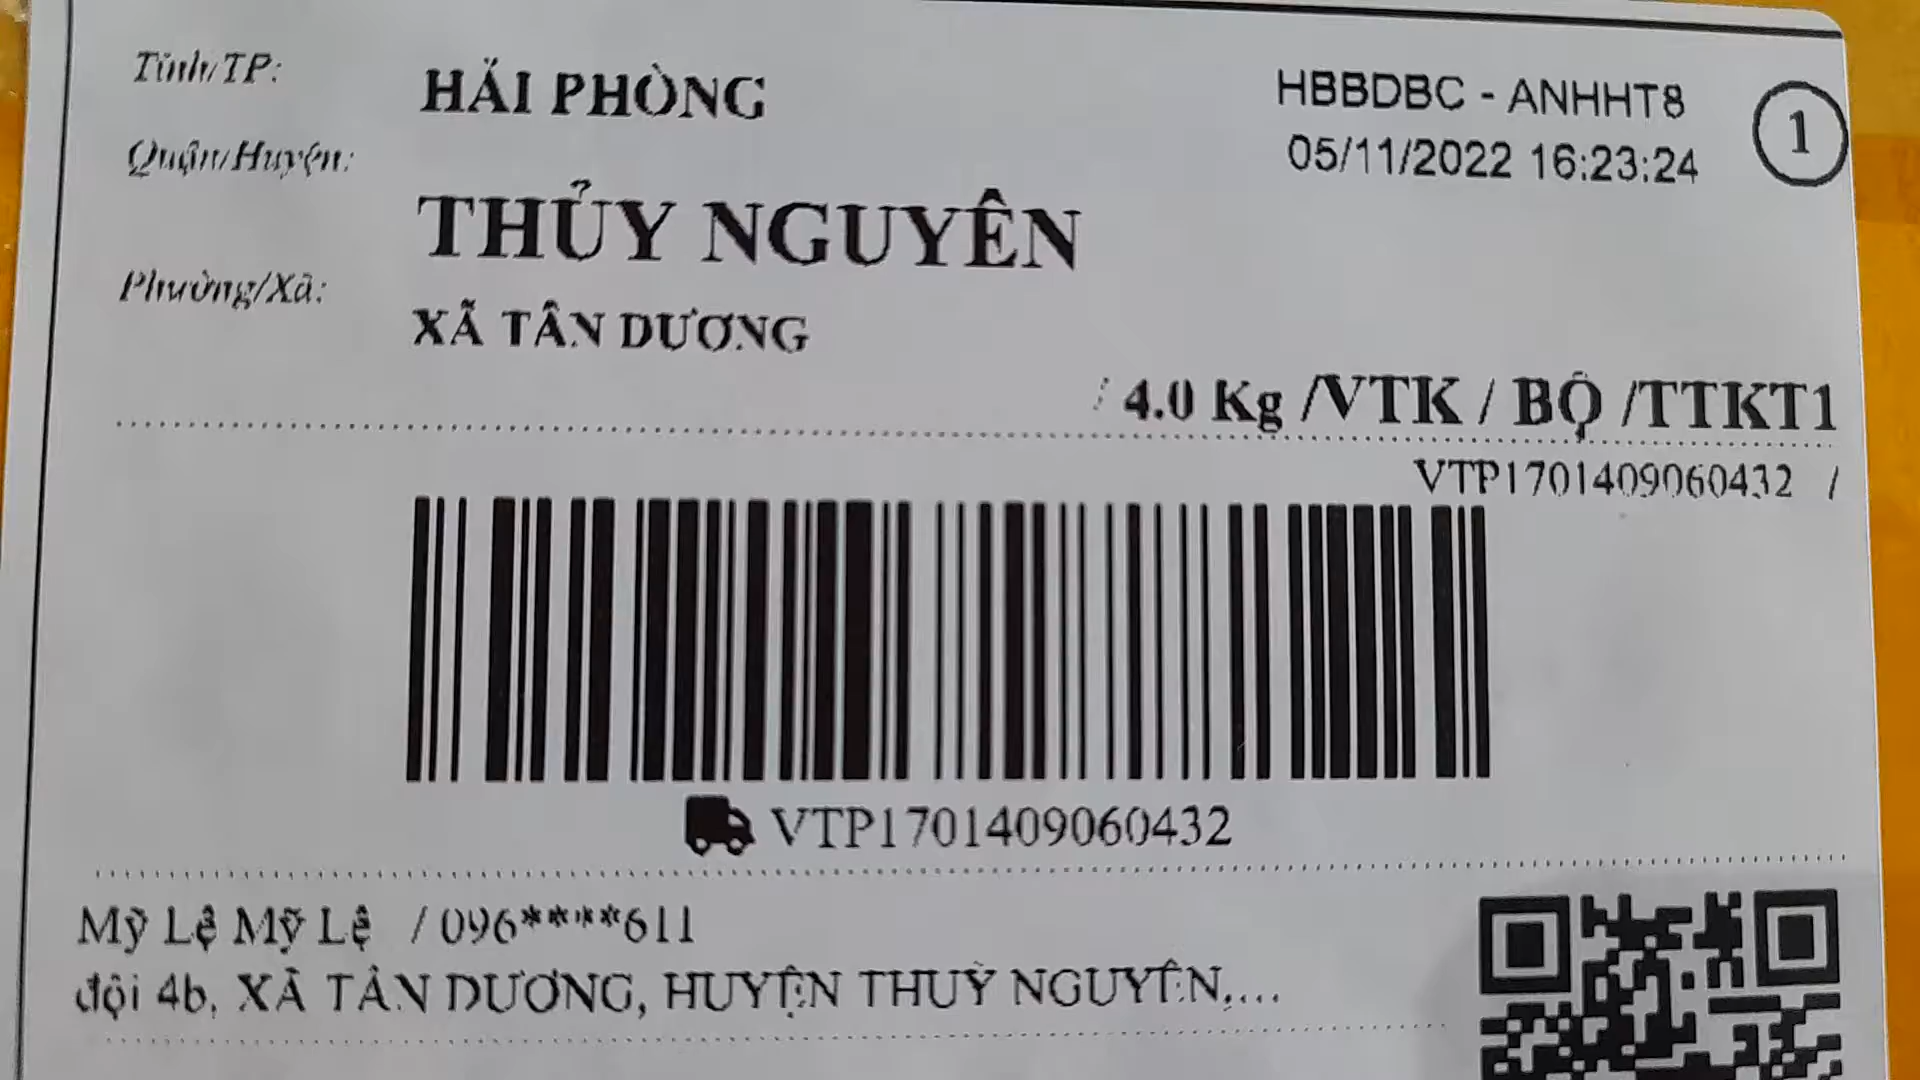 Tỉnh/TP:
HẢI PHÒNG
HBBDBC - ANHHT8
1
05/11/2022 16:23:24
Quận/Huyện:
THỦY NGUYÊN
Phường/Xã:
XÃ TÂN DƯƠNG
4.0 Kg /VTK / BỘ /TTKT1
VTP1701409060432 /
VTP1701409060432
Mỹ Lệ Mỹ Lệ / 096****611
đội 4b, XÃ TÂN DƯƠNG, HUYỆN THUỶ NGUYÊN,...